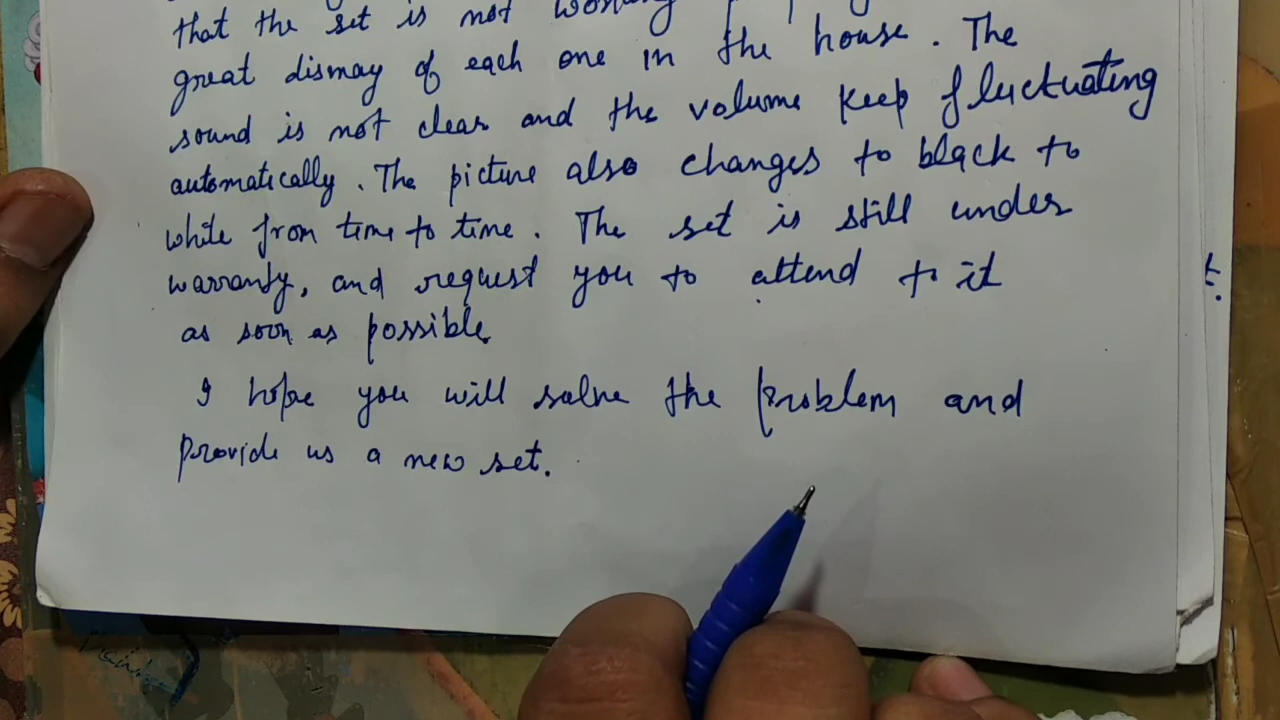 that the set is not working
great dismay of each one in the house. The
sound is not clear and the volume keep fluctuating
automatically. The picture also changes to black to
white from time to time. The set is still under
warranty, and request you to attend to it
as soon as possible.
I hope you will solve the problem and
provide us a new set.